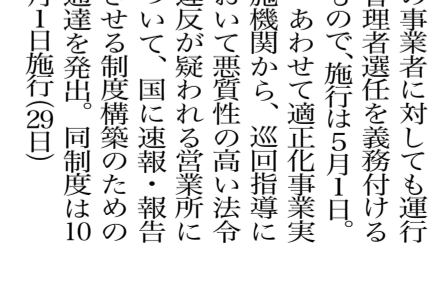 の事業者に対しても運行
管理者選任を義務付ける
もので、施行は5月1日。
あわせて適正化事業実
施機関から、巡回指導に
おいて悪質性の高い法令
違反が疑われる営業所に
ついて、国に速報・報告
させる制度構築のための
通達を発出。同制度は10
月1日施行(29日)